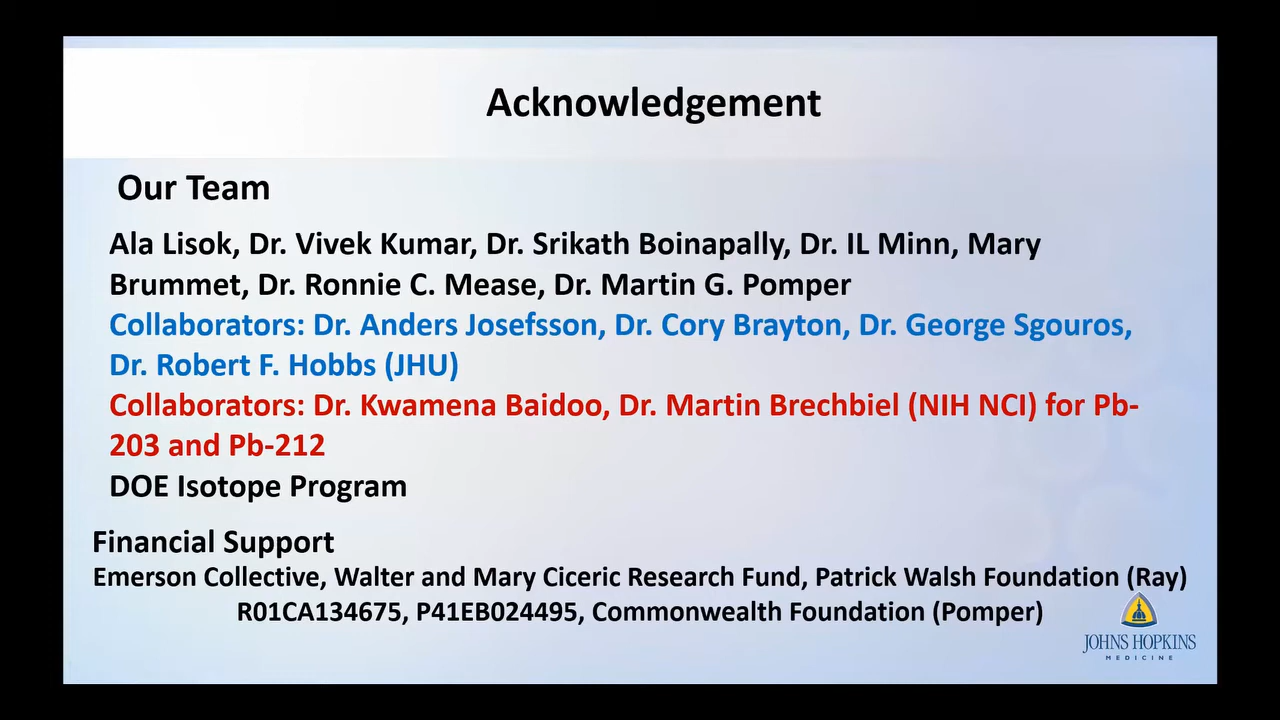 Acknowledgement
Our Team
Ala Lisok, Dr. Vivek Kumar, Dr. Srikath Boinapally, Dr. IL Minn, Mary
Brummet, Dr. Ronnie C. Mease, Dr. Martin G. Pomper
Collaborators: Dr. Anders Josefsson, Dr. Cory Brayton, Dr. George Sgouros,
Dr. Robert F. Hobbs (JHU)
Collaborators: Dr. Kwamena Baidoo, Dr. Martin Brechbiel (NIH NCI) for Pb-
203 and Pb-212
DOE Isotope Program
Financial Support
Emerson Collective, Walter and Mary Ciceric Research Fund, Patrick Walsh Foundation (Ray)
R01CA134675, P41EB024495, Commonwealth Foundation (Pomper)
JOHNS HOPKINS
MEDICINE